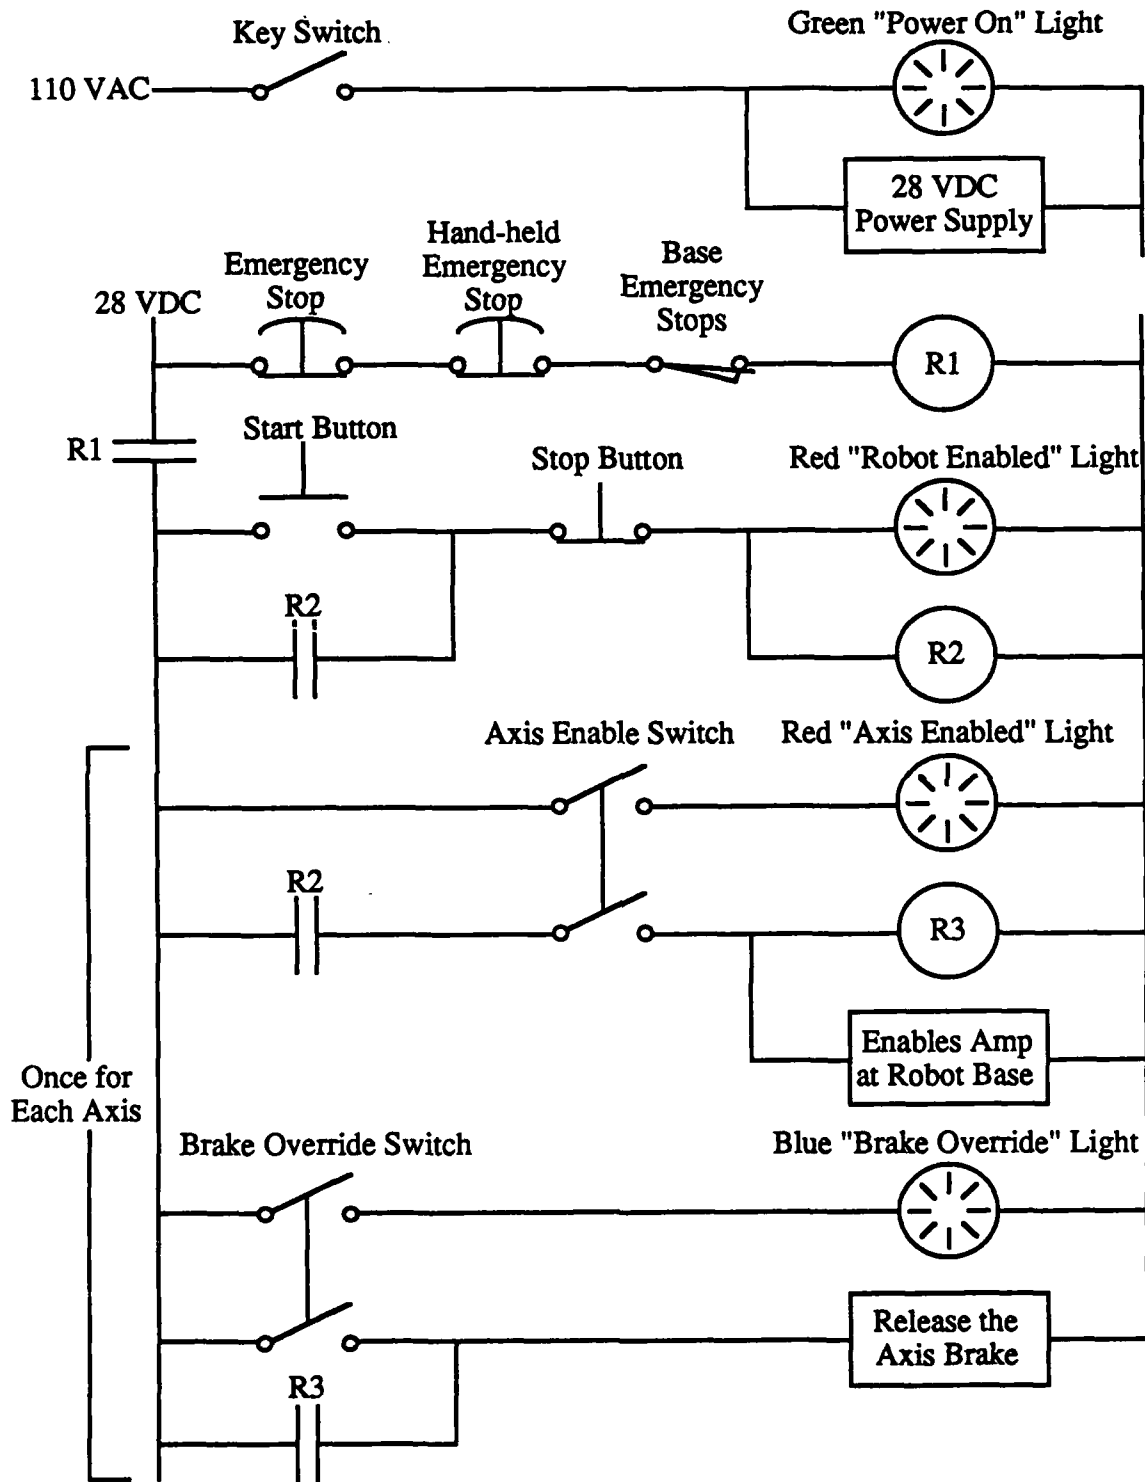 Key Switch
Green "Power On" Light
110 VAC
28 VDC
Power Supply
Emergency
Stop
Hand-held
Emergency
Stop
Base
Emergency
Stops
28 VDC
R1
R1
Start Button
Stop Button
Red "Robot Enabled" Light
R2
R2
Axis Enable Switch
Red "Axis Enabled" Light
R2
R3
Enables Amp
at Robot Base
Once for
Each Axis
Brake Override Switch
Blue "Brake Override" Light
Release the
Axis Brake
R3